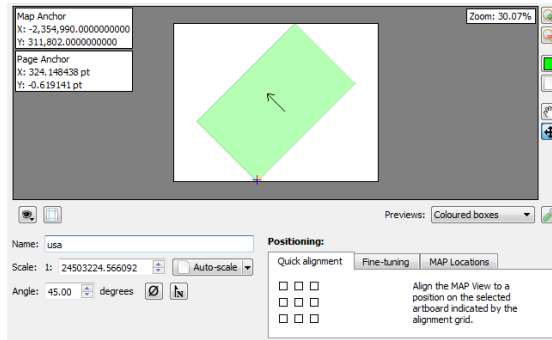 Map Anchor
X: -2,354,990.0000000000
Y: 311,802.0000000000
Page Anchor
X: 324.148438 pt
Y: -0.619141 pt
Zoom: 30.07%
Previews: Coloured boxes
Name: usa
Scale: 1: 24503224.566092 Auto-scale
Angle: 45.00 degrees Ø N
Positioning:
Quick alignment Fine-tuning MAP Locations
Align the MAP View to a
position on the selected
artboard indicated by the
alignment grid.